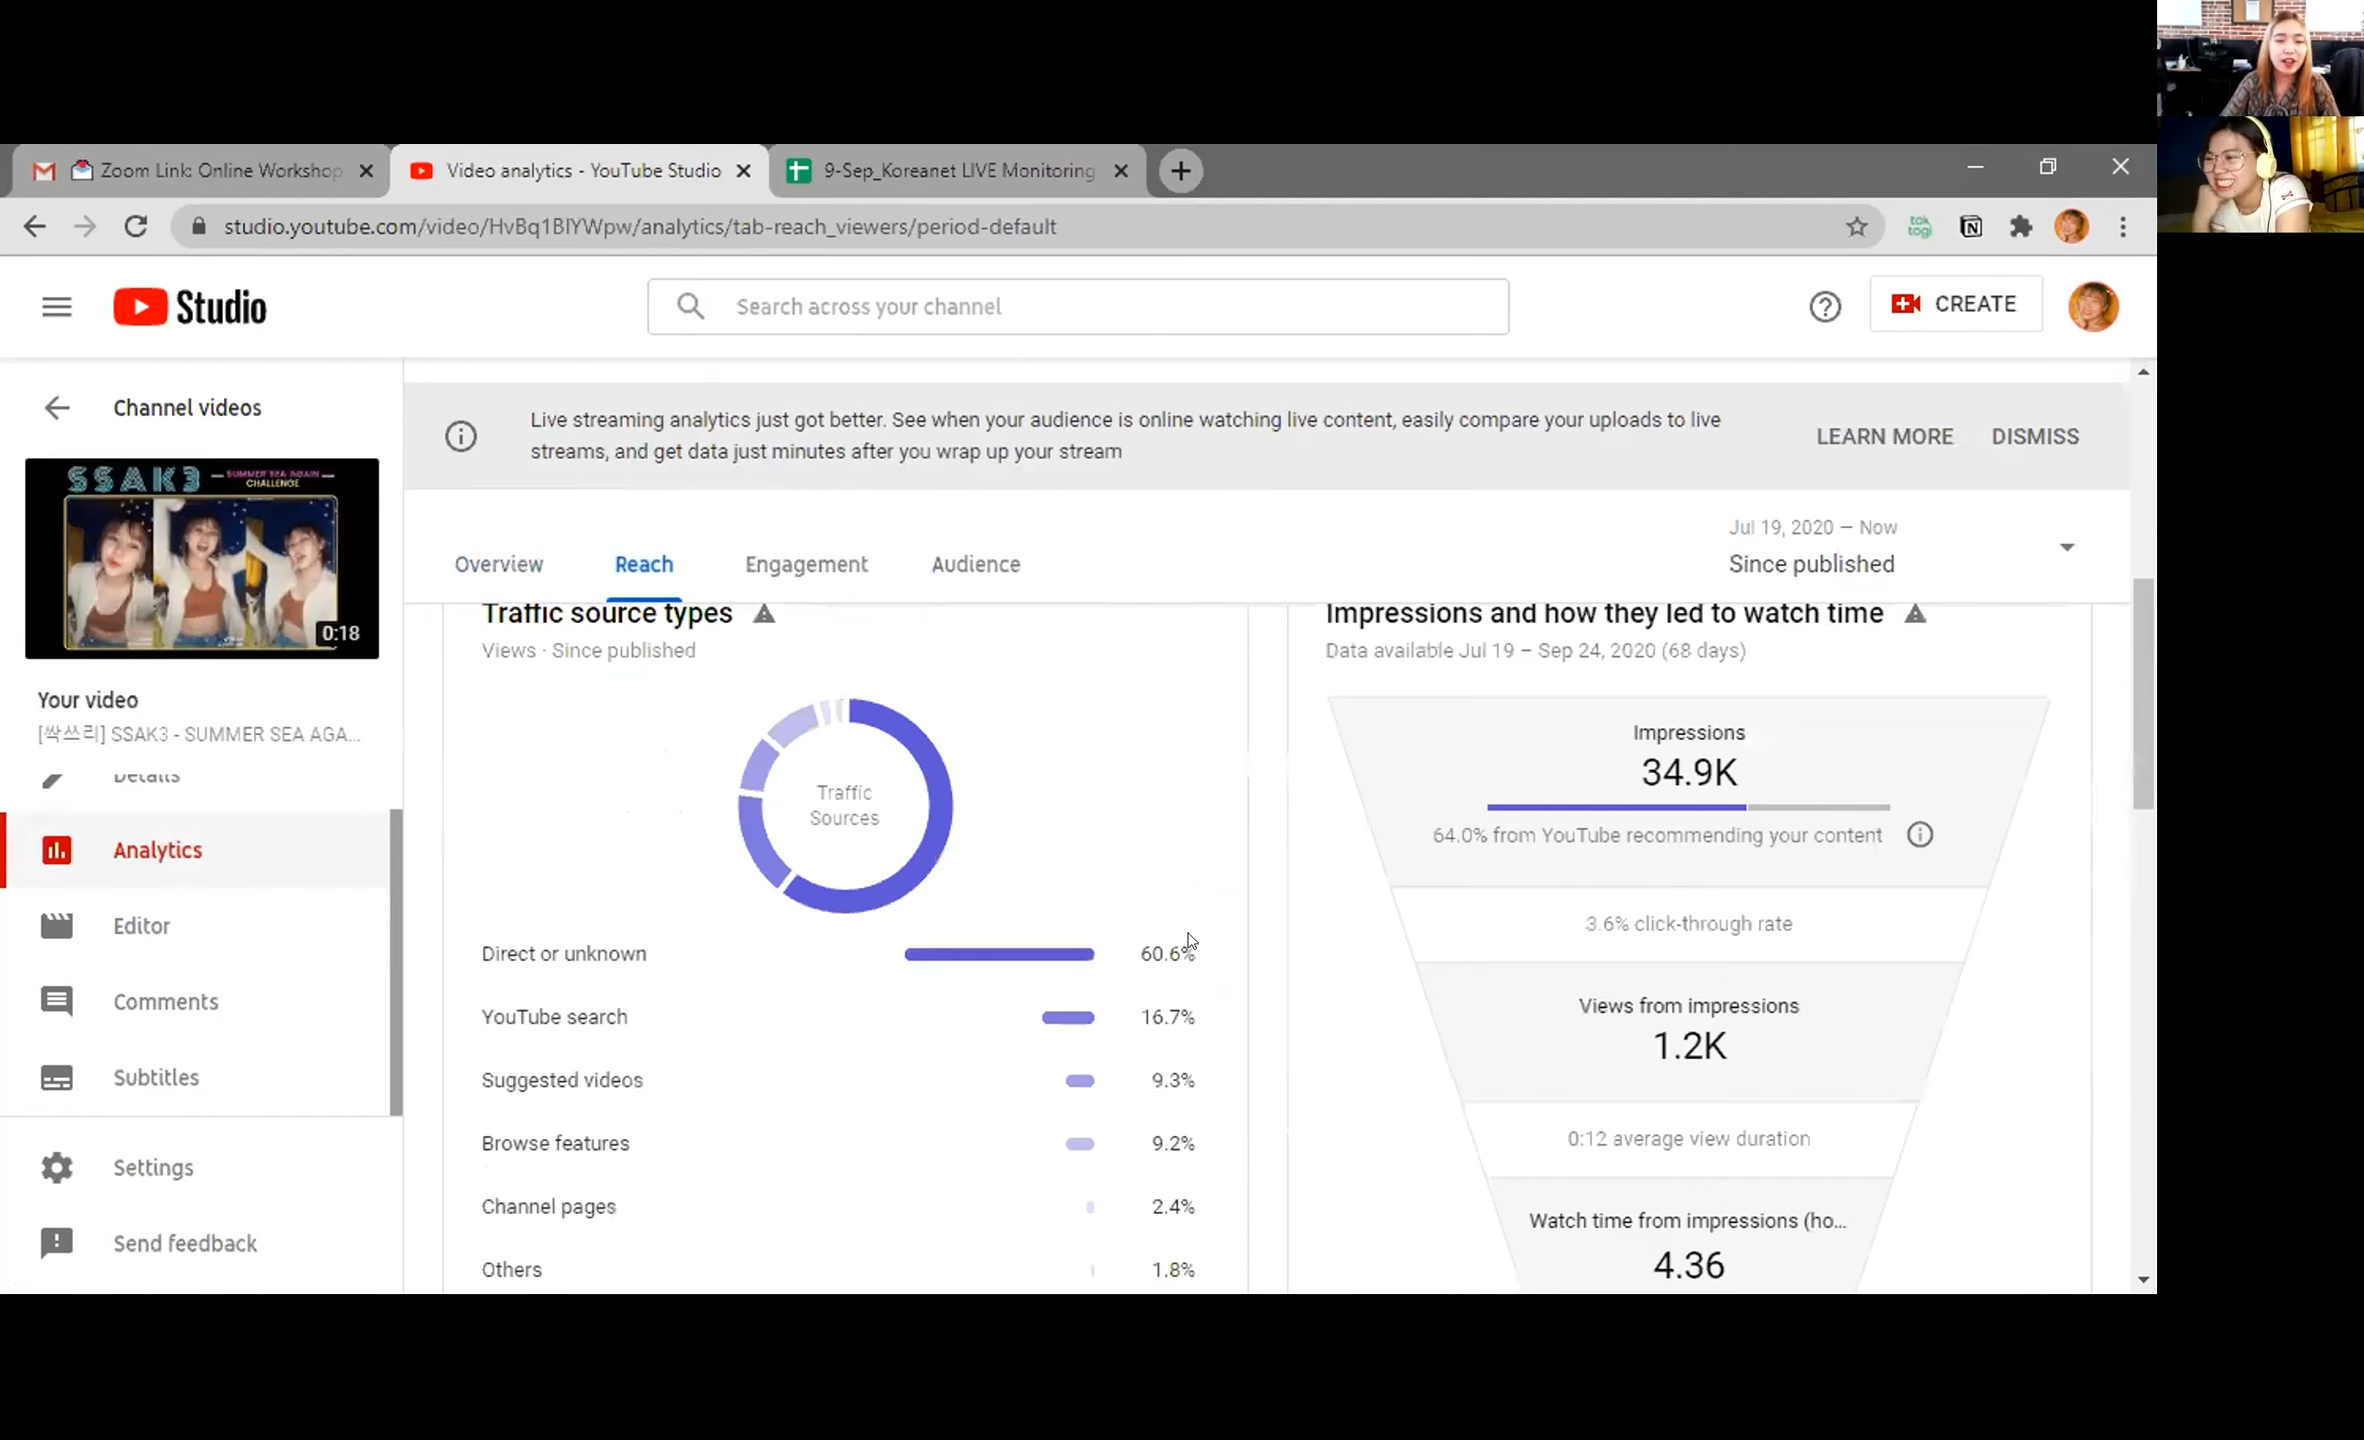 Zoom Link: Online Workshop
Video analytics - YouTube Studio
9-Sep_Koreanet LIVE Monitoring
studio.youtube.com/video/HvBq1BlYWpw/analytics/tab-reach_viewers/period-default
tok
togi
Studio
Search across your channel
CREATE
Channel videos
Live streaming analytics just got better. See when your audience is online watching live content, easily compare your uploads to live
streams, and get data just minutes after you wrap up your stream
LEARN MORE
DISMISS
SSAK3
SUMMER SEA AGAIN
CHALLENGE
0:18
Your video
[싹쓰리] SSAK3 - SUMMER SEA AGA...
Details
Analytics
Editor
Comments
Subtitles
Settings
Send feedback
Overview
Reach
Engagement
Audience
Jul 19, 2020 – Now
Since published
Traffic source types
Views · Since published
Traffic
Sources
Direct or unknown 60.6%
YouTube search 16.7%
Suggested videos 9.3%
Browse features 9.2%
Channel pages 2.4%
Others 1.8%
Impressions and how they led to watch time
Data available Jul 19 – Sep 24, 2020 (68 days)
Impressions
34.9K
64.0% from YouTube recommending your content
3.6% click-through rate
Views from impressions
1.2K
0:12 average view duration
Watch time from impressions (ho...
4.36